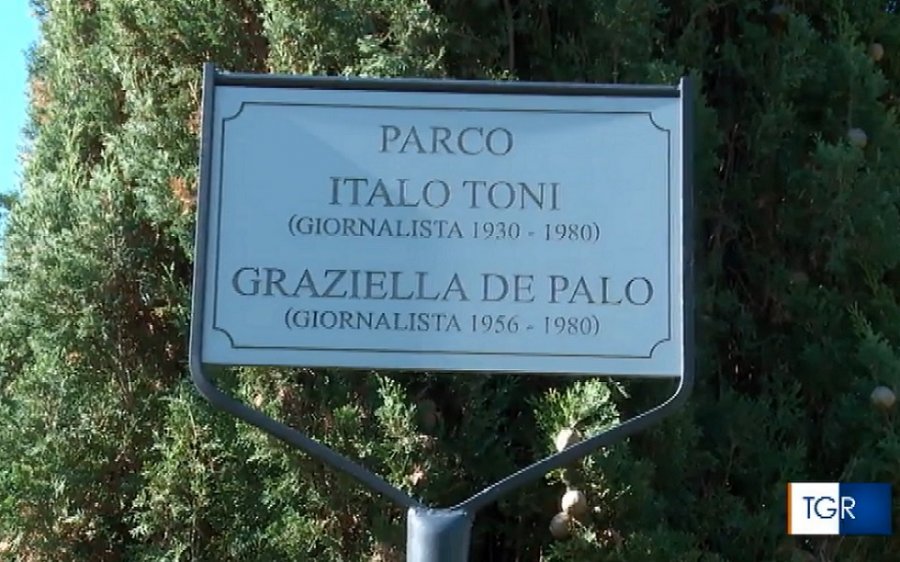 PARCO
ITALO TONI
(GIORNALISTA 1930 - 1980)
GRAZIELLA DE PALO
(GIORNALISTA 1956 - 1980)
TGR